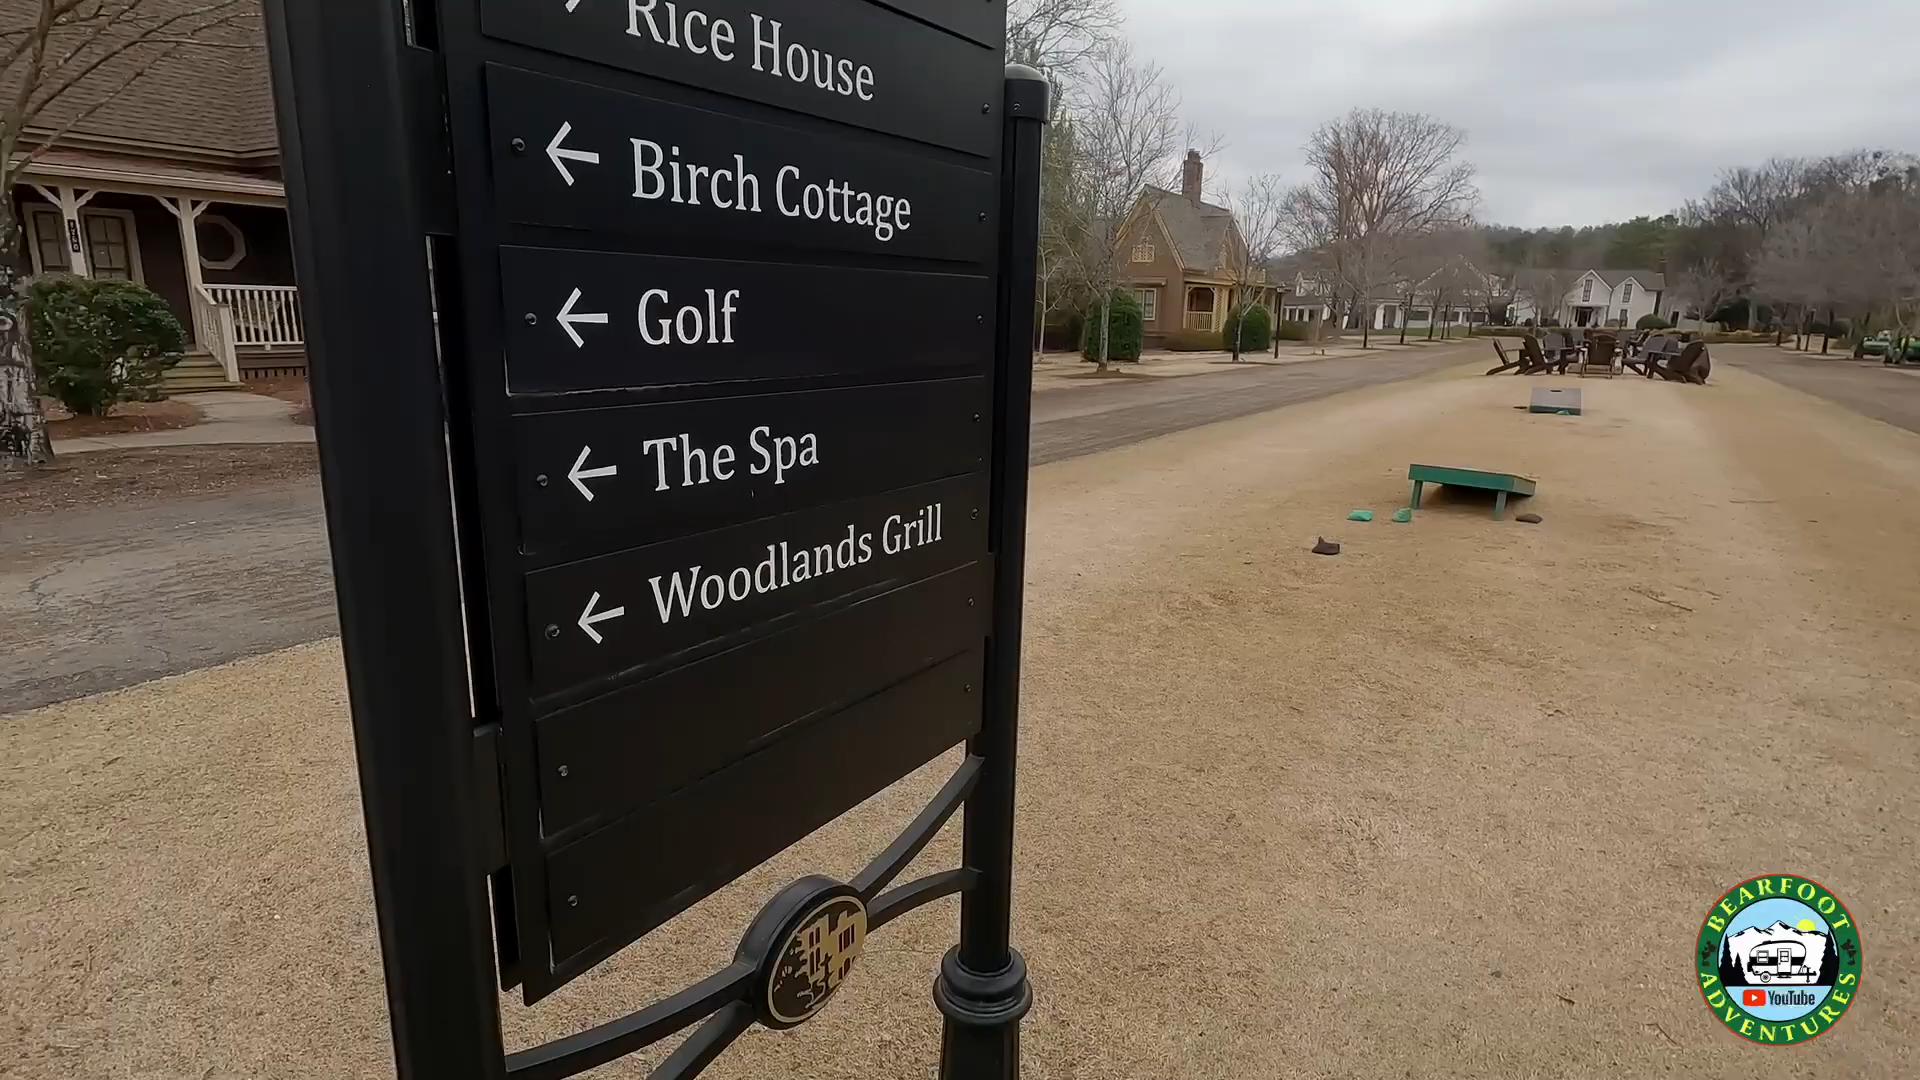 Rice House
← Birch Cottage
← Golf
← The Spa
← Woodlands Grill
BEARFOOT
YouTube
ADVENTURES